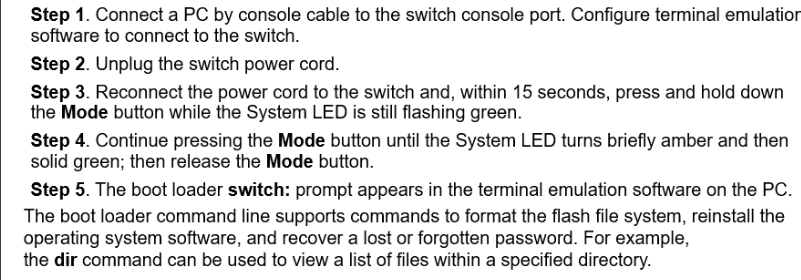 Step 1. Connect a PC by console cable to the switch console port. Configure terminal emulation
software to connect to the switch.
Step 2. Unplug the switch power cord.
Step 3. Reconnect the power cord to the switch and, within 15 seconds, press and hold down
the Mode button while the System LED is still flashing green.
Step 4. Continue pressing the Mode button until the System LED turns briefly amber and then
solid green; then release the Mode button.
Step 5. The boot loader switch: prompt appears in the terminal emulation software on the PC.
The boot loader command line supports commands to format the flash file system, reinstall the
operating system software, and recover a lost or forgotten password. For example,
the dir command can be used to view a list of files within a specified directory.